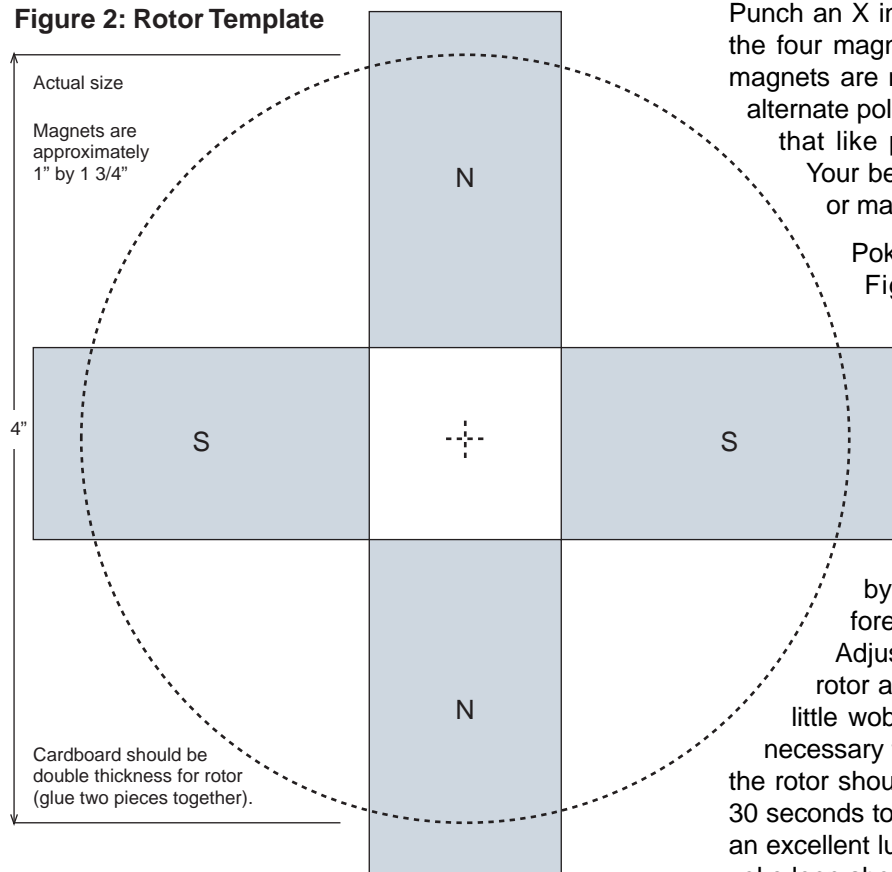 Figure 2: Rotor Template
Actual size
Magnets are
approximately
1” by 1 3/4”
N
S
S
4”
N
Cardboard should be
double thickness for rotor
(glue two pieces together).
Punch an X in
the four magn
magnets are
alternate pol
that like
Your be
or ma
Pok
Fig
by
fore
Adjus
rotor a
little wob
necessary
the rotor shou
30 seconds to
an excellent lu